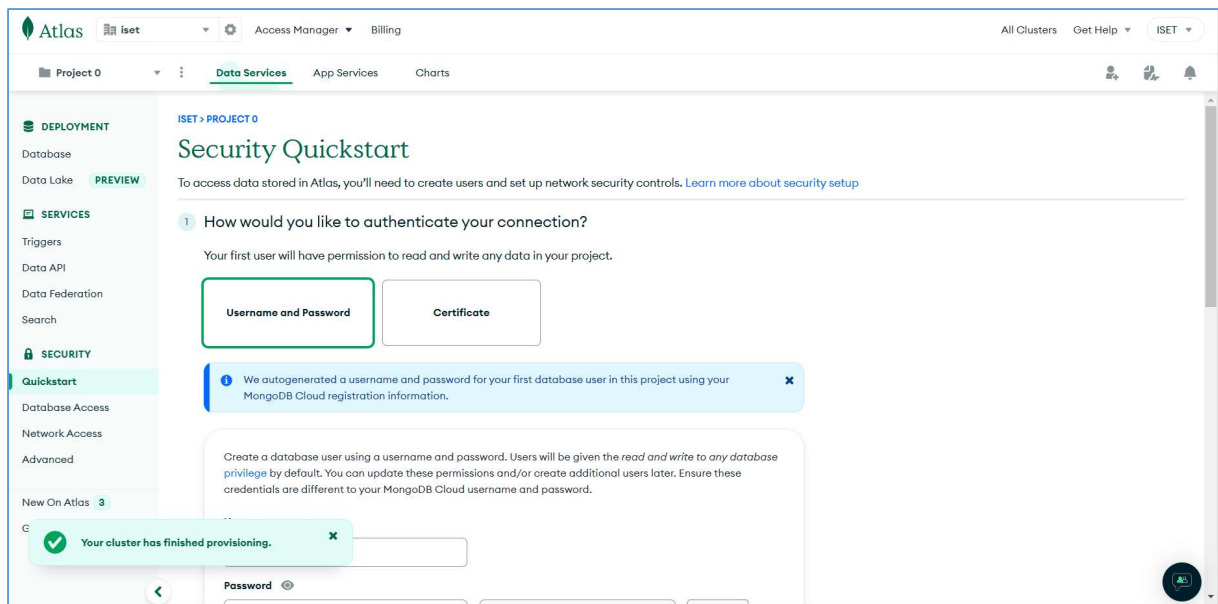 Atlas
iset
Access Manager
Billing
All Clusters
Get Help
ISET
Project 0
Data Services
App Services
Charts
DEPLOYMENT
Database
Data Lake PREVIEW
SERVICES
Triggers
Data API
Data Federation
Search
SECURITY
Quickstart
Database Access
Network Access
Advanced
New On Atlas 3
ISET > PROJECT 0
Security Quickstart
To access data stored in Atlas, you'll need to create users and set up network security controls. Learn more about security setup
1 How would you like to authenticate your connection?
Your first user will have permission to read and write any data in your project.
Username and Password
Certificate
We autogenerated a username and password for your first database user in this project using your
MongoDB Cloud registration information.
Create a database user using a username and password. Users will be given the read and write to any database
privilege by default. You can update these permissions and/or create additional users later. Ensure these
credentials are different to your MongoDB Cloud username and password.
Your cluster has finished provisioning.
Password